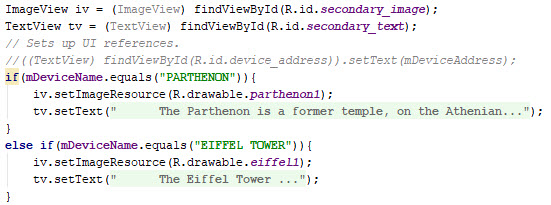 ImageView iv = (ImageView) findViewById(R.id.secondary_image);
TextView tv = (TextView) findViewById(R.id.secondary_text);
// Sets up UI references.
//((TextView) findViewById(R.id.device_address)).setText(mDeviceAddress);
if(mDeviceName.equals("PARTHENON")){
    iv.setImageResource(R.drawable.parthenon1);
    tv.setText("      The Parthenon is a former temple, on the Athenian...");
}
else if(mDeviceName.equals("EIFFEL TOWER")){
    iv.setImageResource(R.drawable.eiffel1);
    tv.setText("      The Eiffel Tower ...");
}